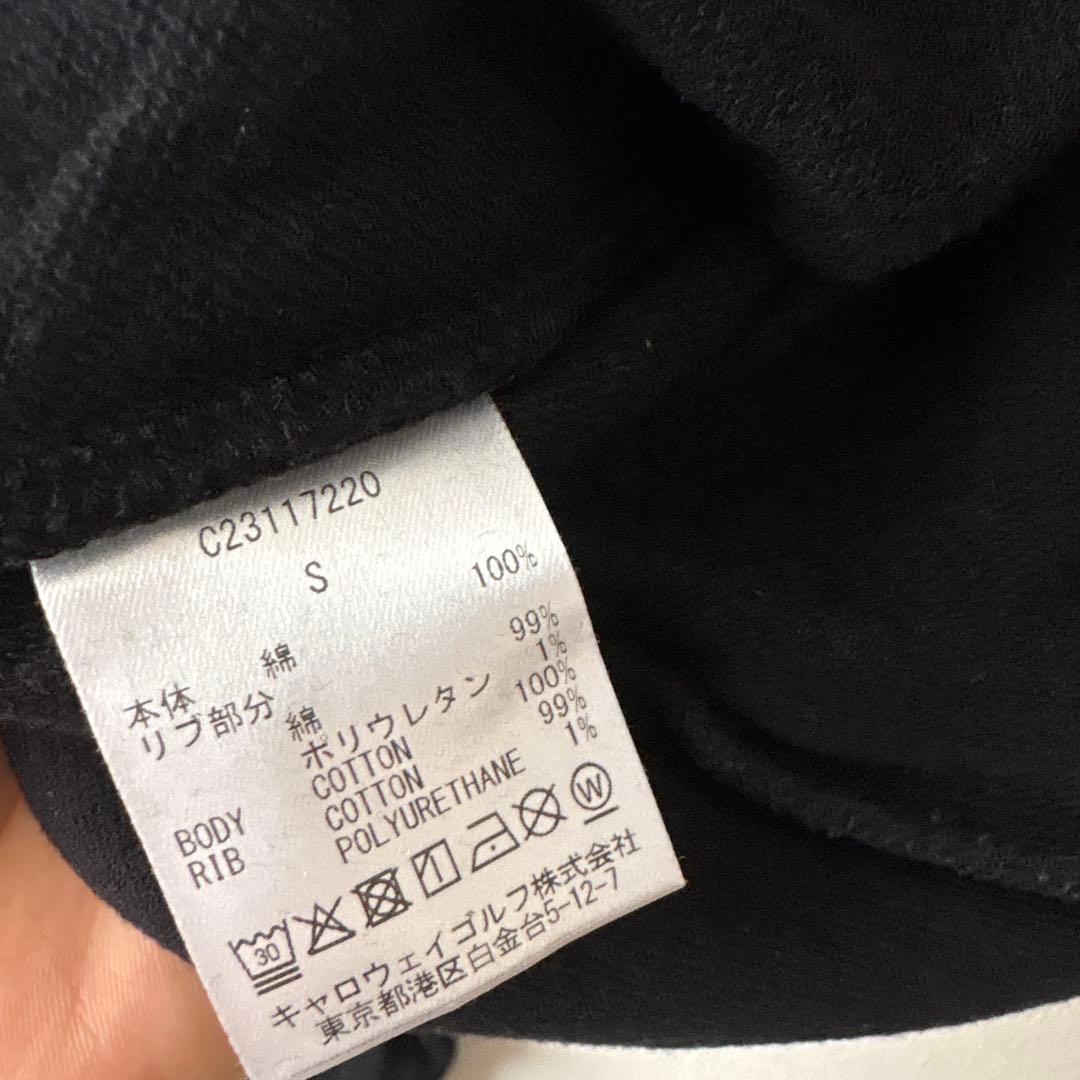 C23117220
S
本体 綿 100%
リブ部分 綿 99%
ポリウレタン 1%
BODY COTTON 100%
RIB COTTON 99%
POLYURETHANE 1%
30 W
キャロウェイゴルフ株式会社
東京都港区白金台5-12-7